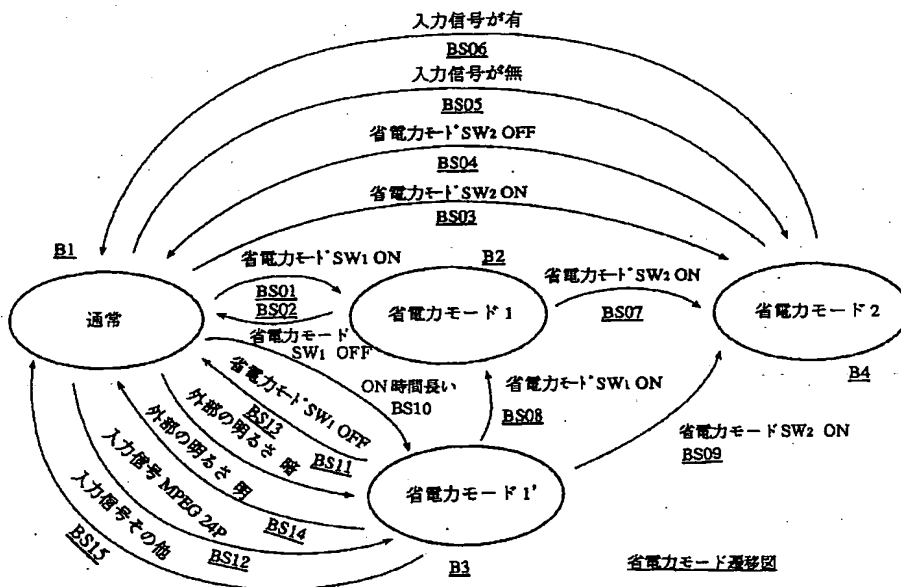 入力信号が有
BS06
入力信号が無
BS05
省電力モードSW2 OFF
BS04
省電力モードSW2 ON
BS03
B1
省電力モードSW1 ON
BS01
BS02
省電力モード
SW1 OFF
B2
省電力モードSW2 ON
BS07
通常
省電力モード1
省電力モード2
B4
ON時間長い
BS10
省電力モードSW1 ON
BS08
省電力モードSW1 OFF
BS13
外部の明るさ 暗
BS11
外部の明るさ 明
BS14
入力信号MPEG 24P
BS12
入力信号その他
BS15
省電力モード1'
B3
省電力モードSW2 ON
BS09
省電力モード遷移図